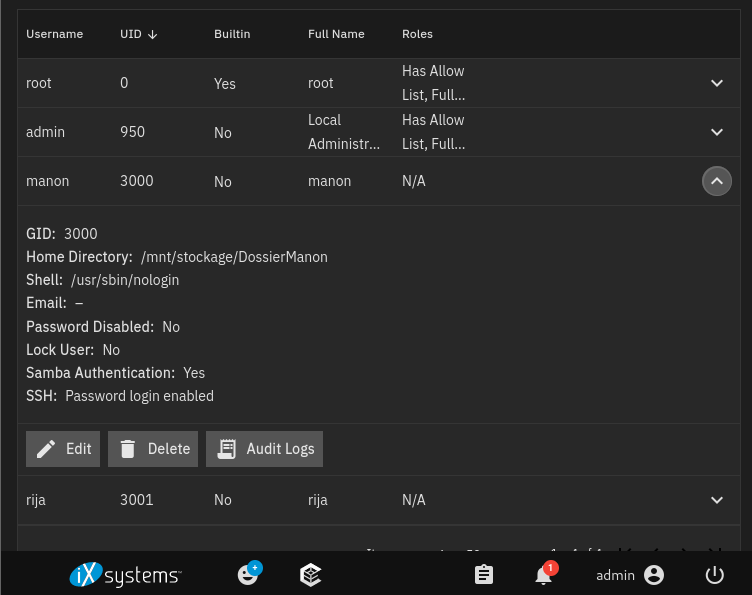 Username UID Builtin Full Name Roles
root 0 Yes root Has Allow List, Full...
admin 950 No Local Administr... Has Allow List, Full...
manon 3000 No manon N/A
GID: 3000
Home Directory: /mnt/stockage/DossierManon
Shell: /usr/sbin/nologin
Email: –
Password Disabled: No
Lock User: No
Samba Authentication: Yes
SSH: Password login enabled
Edit Delete Audit Logs
rija 3001 No rija N/A
iX systems + 1 admin